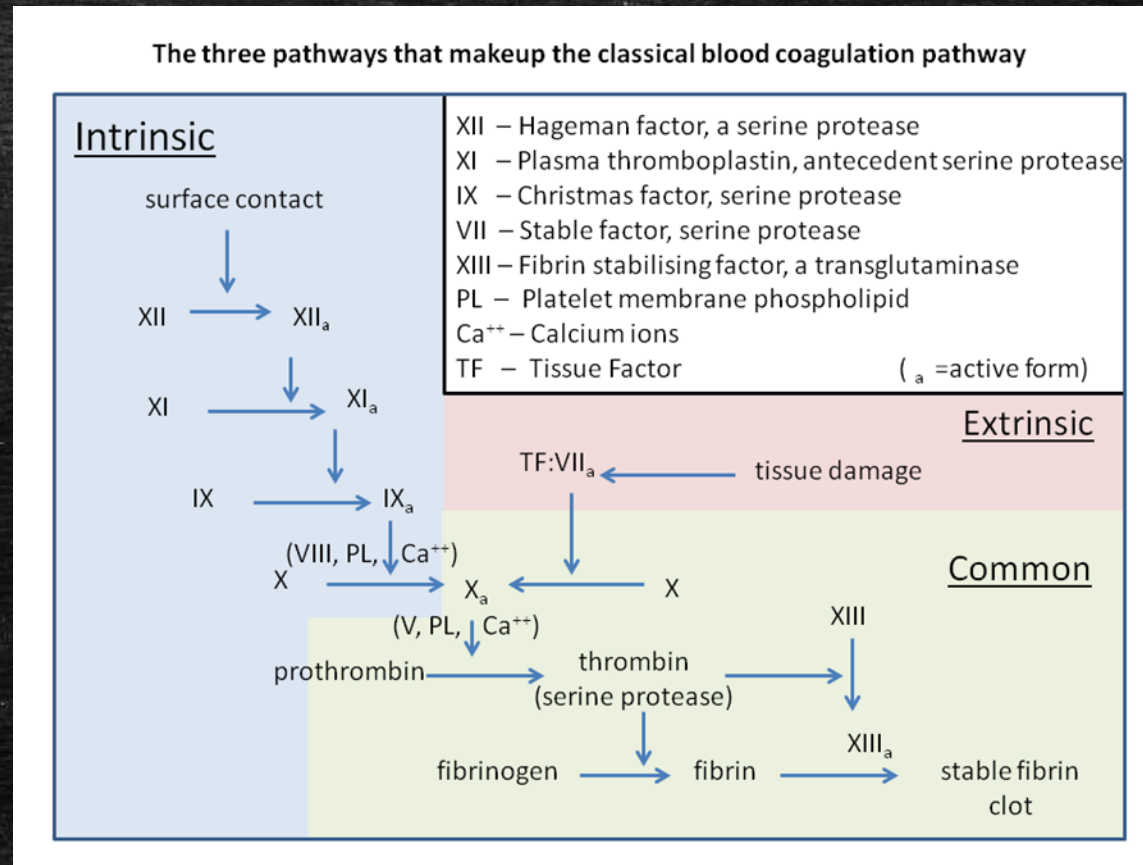 The three pathways that makeup the classical blood coagulation pathway
Intrinsic
surface contact
XII
XIIₐ
XI
XIₐ
IX
IXₐ
(VIII, PL, Ca⁺⁺)
X
XII – Hageman factor, a serine protease
XI – Plasma thromboplastin, antecedent serine protease
IX – Christmas factor, serine protease
VII – Stable factor, serine protease
XIII – Fibrin stabilising factor, a transglutaminase
PL – Platelet membrane phospholipid
Ca⁺⁺ – Calcium ions
TF – Tissue Factor ( ₐ =active form)
Extrinsic
TF:VIIₐ
tissue damage
Common
Xₐ
X
(V, PL, Ca⁺⁺)
XIII
prothrombin
thrombin
(serine protease)
XIIIₐ
fibrinogen
fibrin
stable fibrin
clot